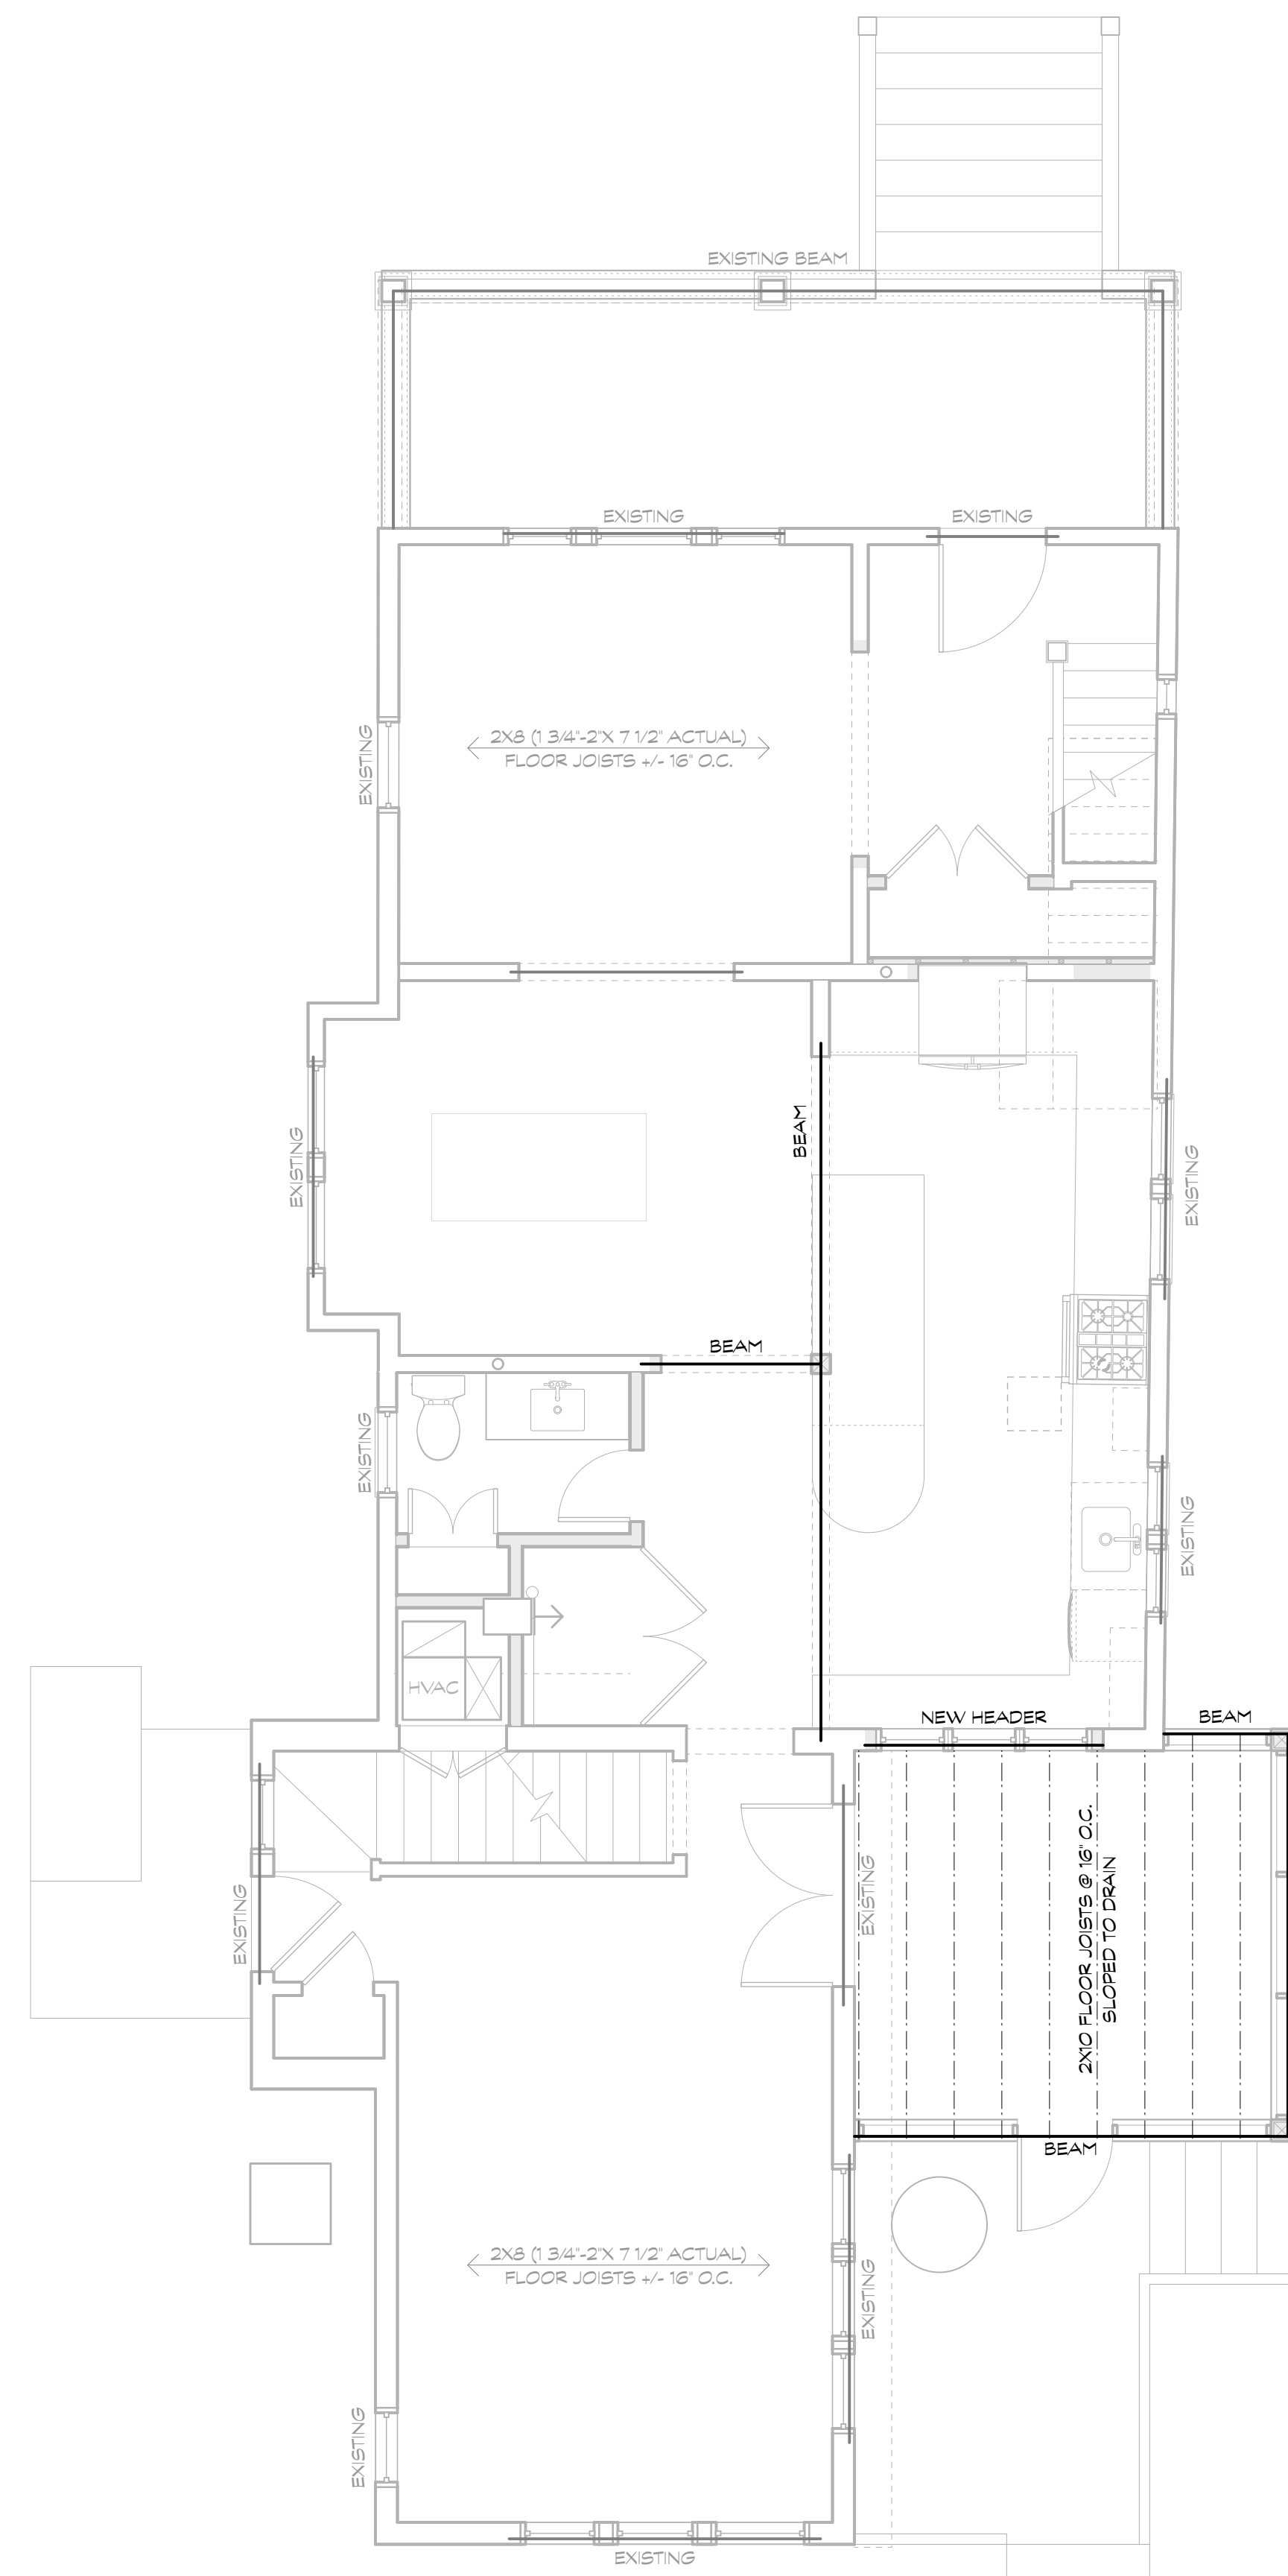 EXISTING BEAM
EXISTING
EXISTING
EXISTING
2X8 (1 3/4"-2"X 7 1/2" ACTUAL)
FLOOR JOISTS +/- 16" O.C.
BEAM
EXISTING
EXISTING
BEAM
EXISTING
EXISTING
HVAC
NEW HEADER
BEAM
EXISTING
EXISTING
2X10 FLOOR JOISTS @ 16" O.C.
SLOPED TO DRAIN
BEAM
2X8 (1 3/4"-2"X 7 1/2" ACTUAL)
FLOOR JOISTS +/- 16" O.C.
EXISTING
EXISTING
EXISTING